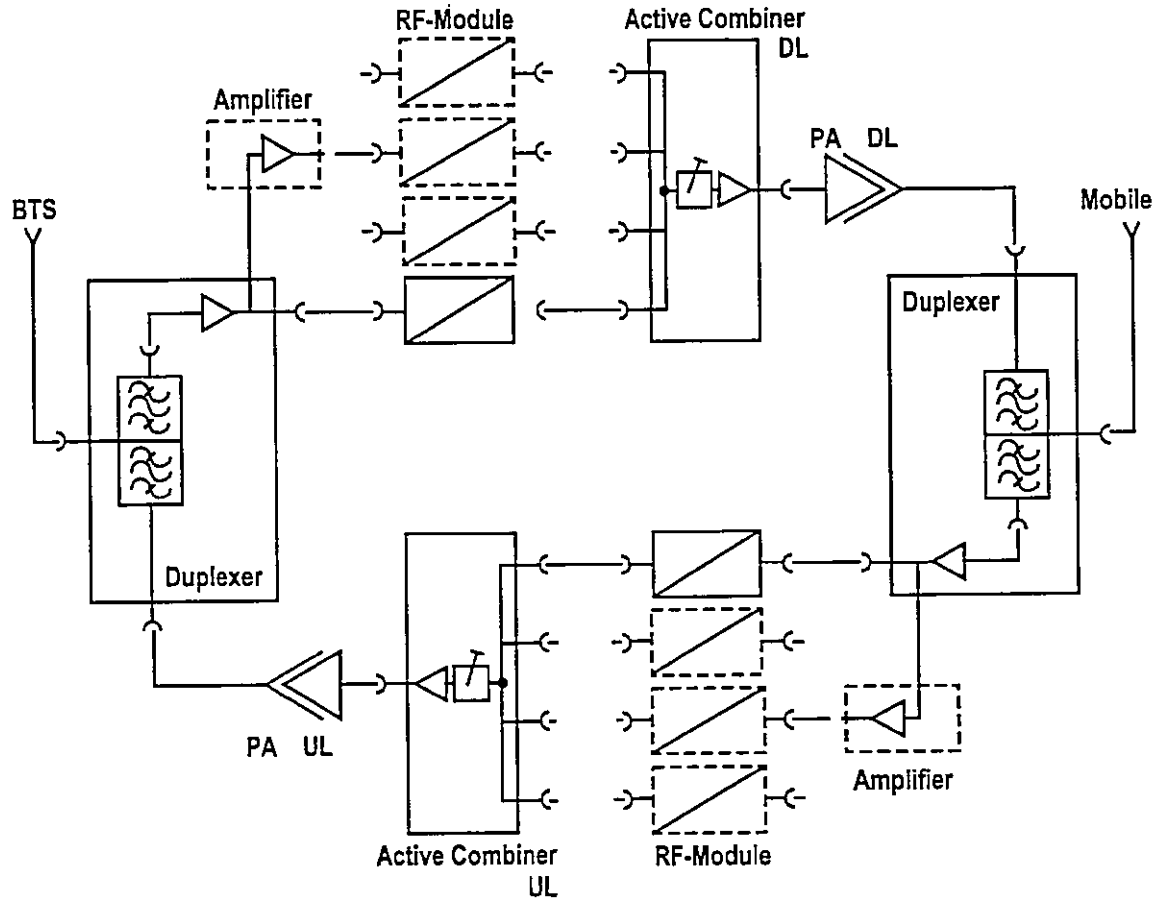 RF-Module
Active Combiner
DL
Amplifier
PA DL
BTS
Mobile
Duplexer
Duplexer
PA UL
Amplifier
Active Combiner
UL
RF-Module